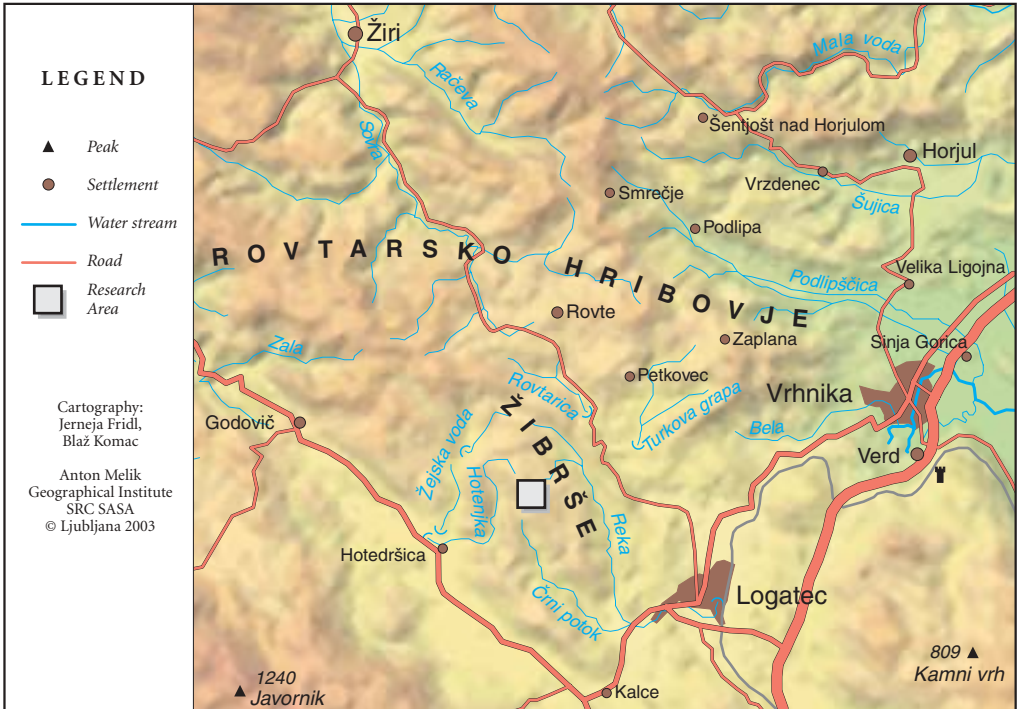 LEGEND
Peak
Settlement
Water stream
Road
Research
Area
Cartography:
Jerneja Fridl,
Blaž Komac
Anton Melik
Geographical Institute
SRC SASA
© Ljubljana 2003
Žiri
Račeva
Sovra
Mala voda
Šentjošt nad Horjulom
Horjul
Vrzdenec
Šujica
Smrečje
Podlipa
ROVTARSKO HRIBOVJE
Podlipščica
Velika Ligojna
Rovte
Zaplana
Sinja Gorica
Zala
Petkovec
Vrhnika
Rovtarica
Turkova grapa
Bela
Godovič
ŽIBRŠE
Žejska voda
Hotenjka
Verd
Reka
Hotedršica
Črni potok
Logatec
809
Kamni vrh
1240
Javornik
Kalce